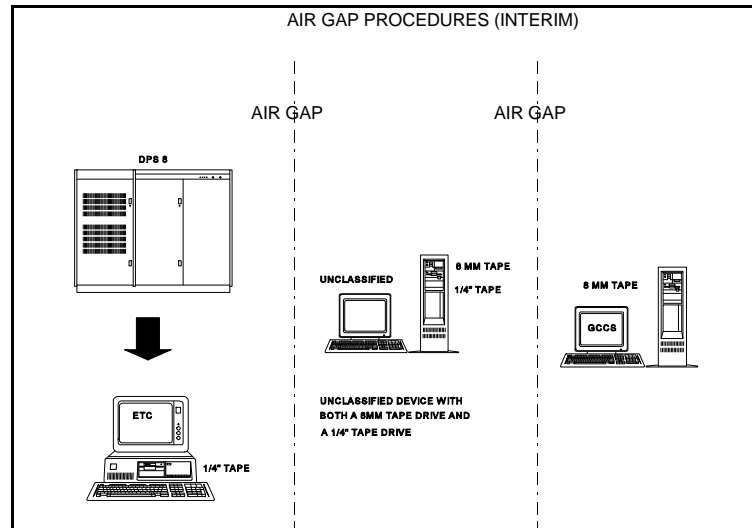 AIR GAP PROCEDURES (INTERIM)
AIR GAP
AIR GAP
DPS 8
UNCLASSIFIED
8 MM TAPE
1/4" TAPE
8 MM TAPE
GCCS
UNCLASSIFIED DEVICE WITH
BOTH A 8MM TAPE DRIVE AND
A 1/4" TAPE DRIVE
ETC
1/4" TAPE